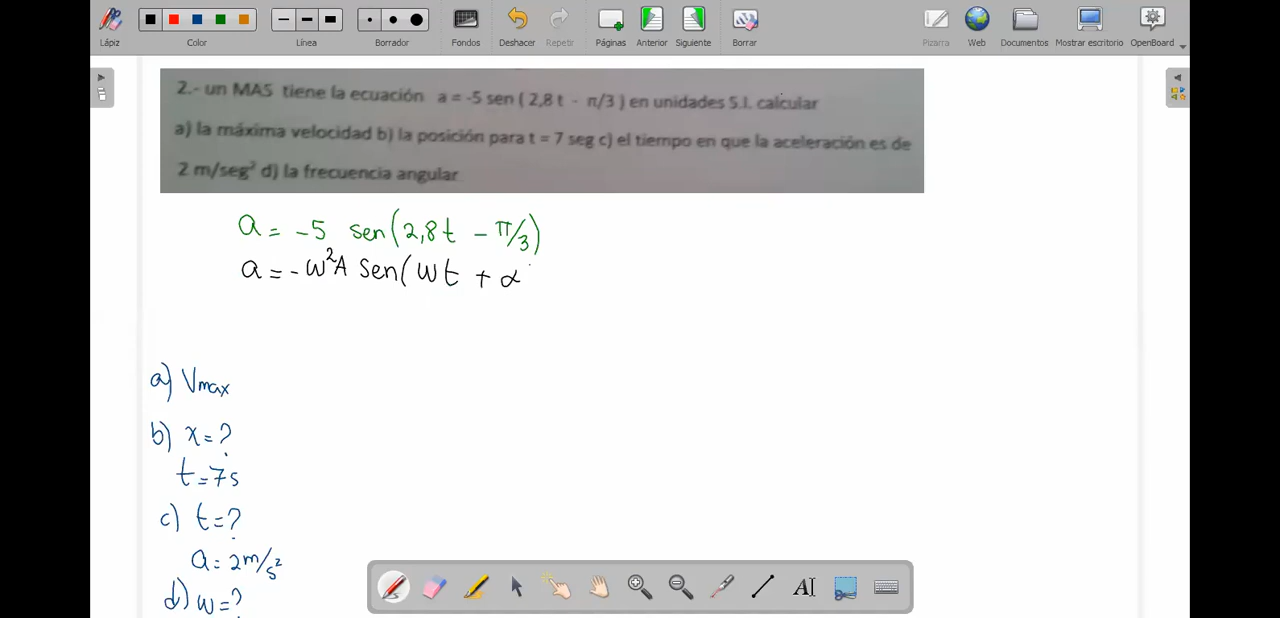 Lápiz Color Línea Borrador Fondos Deshacer Repetir Páginas Anterior Siguiente Borrar Pizarra Web Documentos Mostrar escritorio OpenBoard
2.- un MAS tiene la ecuación a = -5 sen ( 2,8 t - π/3 ) en unidades S.I. calcular
a) la máxima velocidad b) la posición para t = 7 seg c) el tiempo en que la aceleración es de
2 m/seg² d) la frecuencia angular
a = -5 sen(2,8t - π/3)
a = -ω²A Sen(ωt + α
a) Vmax
b) x = ?
t = 7s
c) t = ?
a = 2m/s²
d) ω = ?